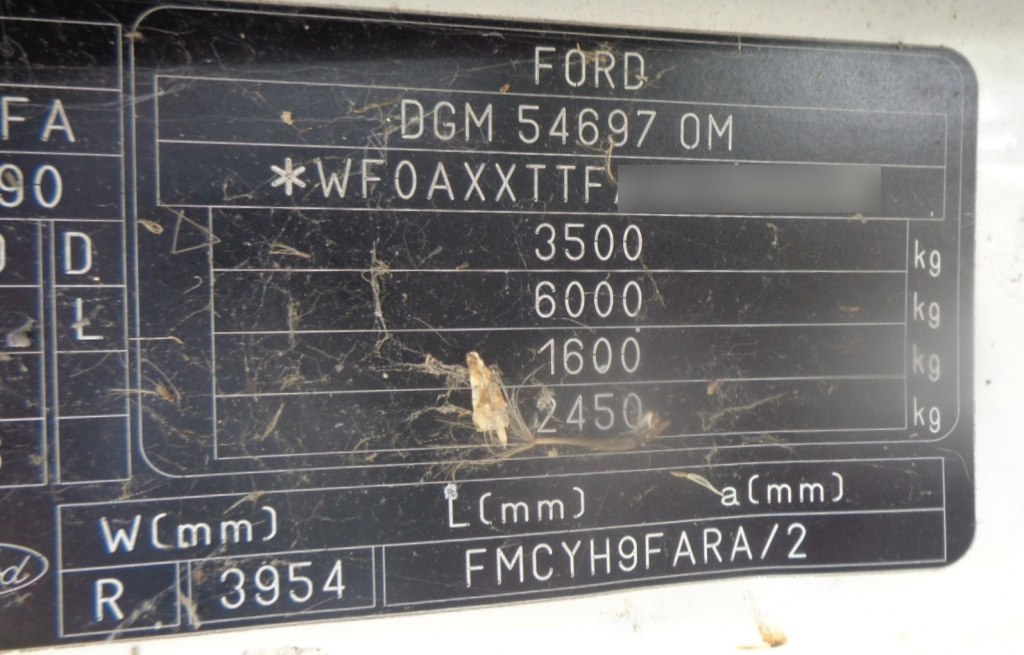 FORD
DGM 54697 OM
FA
*WF0AXXTTF
90
3500 kg
D
6000 kg
L
1600 kg
2450 kg
W(mm) L(mm) a(mm)
R 3954 FMCYH9FARA/2